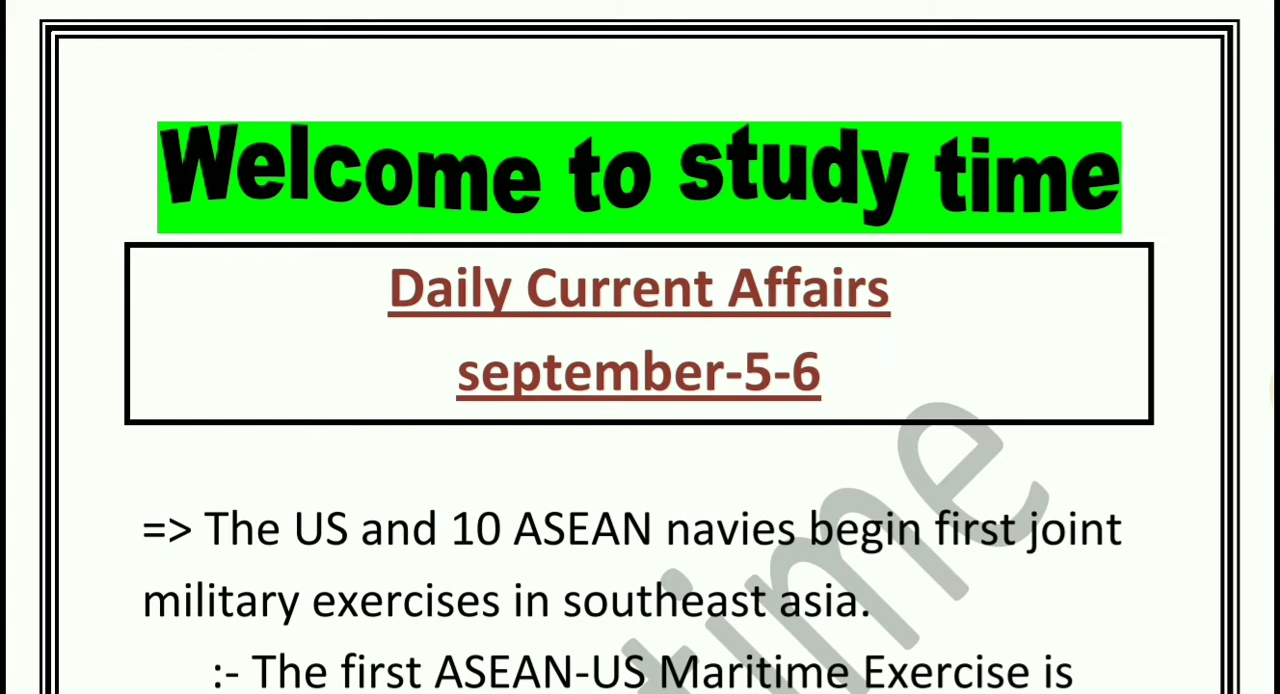 Welcome to study time
Daily Current Affairs
september-5-6
=> The US and 10 ASEAN navies begin first joint
military exercises in southeast asia.
:- The first ASEAN-US Maritime Exercise is
time